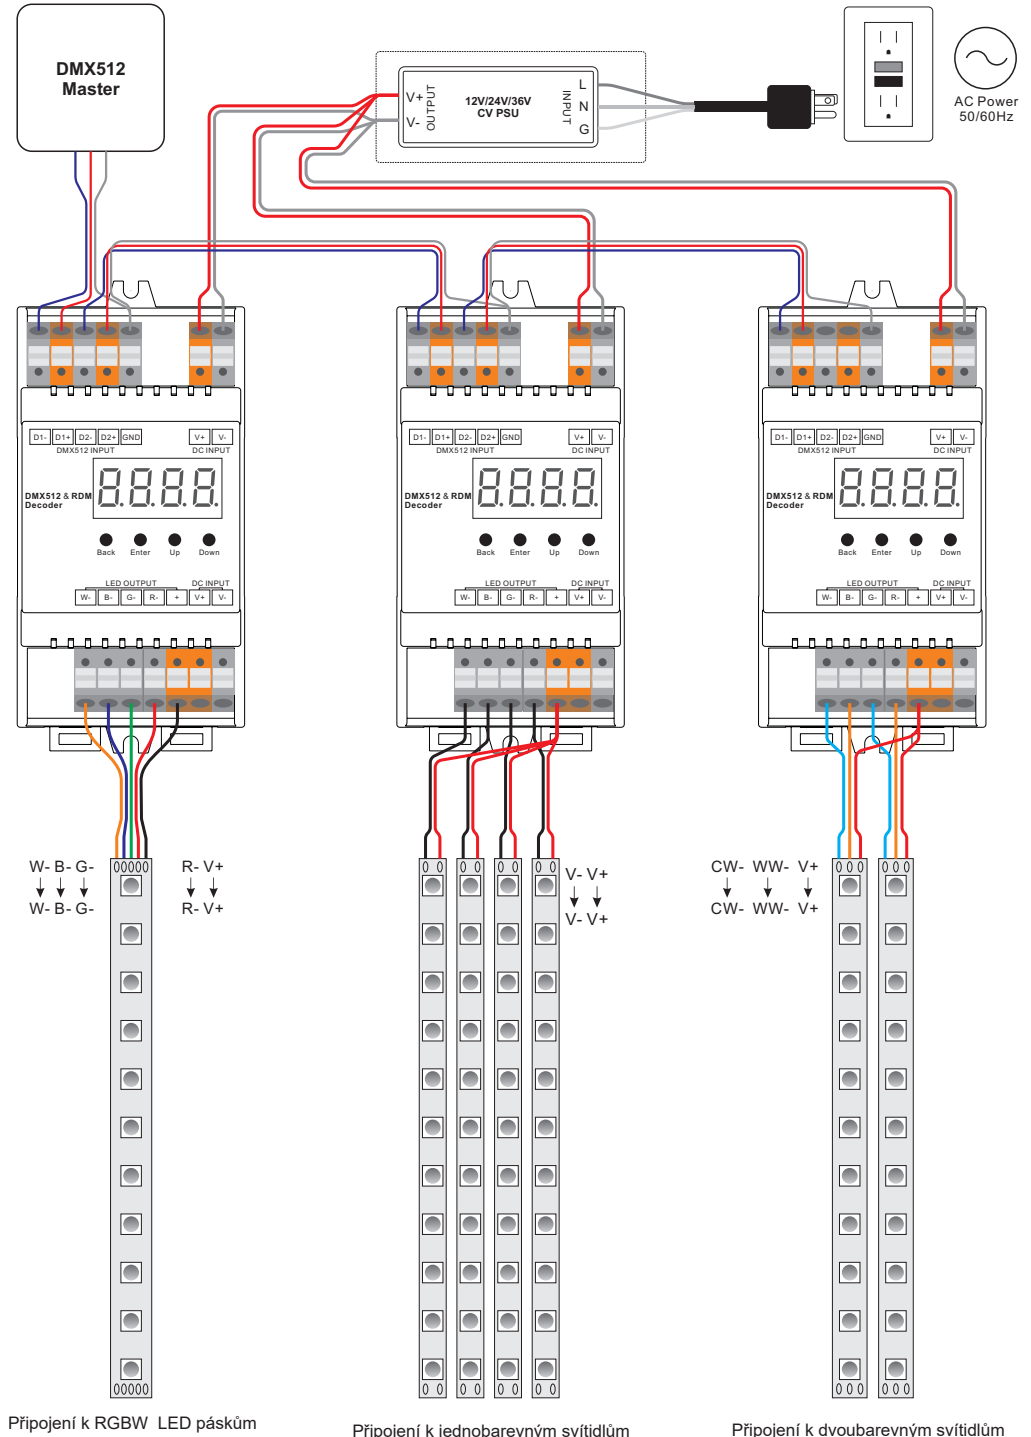 DMX512
Master
V+
V-
OUTPUT
12V/24V/36V
CV PSU
INPUT
L
N
G
AC Power
50/60Hz
D1- D1+ D2- D2+ GND V+ V-
DMX512 INPUT DC INPUT
DMX512 & RDM
Decoder
Back Enter Up Down
LED OUTPUT DC INPUT
W- B- G- R- + V+ V-
D1- D1+ D2- D2+ GND V+ V-
DMX512 INPUT DC INPUT
DMX512 & RDM
Decoder
Back Enter Up Down
LED OUTPUT DC INPUT
W- B- G- R- + V+ V-
D1- D1+ D2- D2+ GND V+ V-
DMX512 INPUT DC INPUT
DMX512 & RDM
Decoder
Back Enter Up Down
LED OUTPUT DC INPUT
W- B- G- R- + V+ V-
W- B- G- R- V+
W- B- G- R- V+
V- V+
V- V+
CW- WW- V+
CW- WW- V+
Připojení k RGBW LED páskům
Připojení k jednobarevným svítidlům
Připojení k dvoubarevným svítidlům